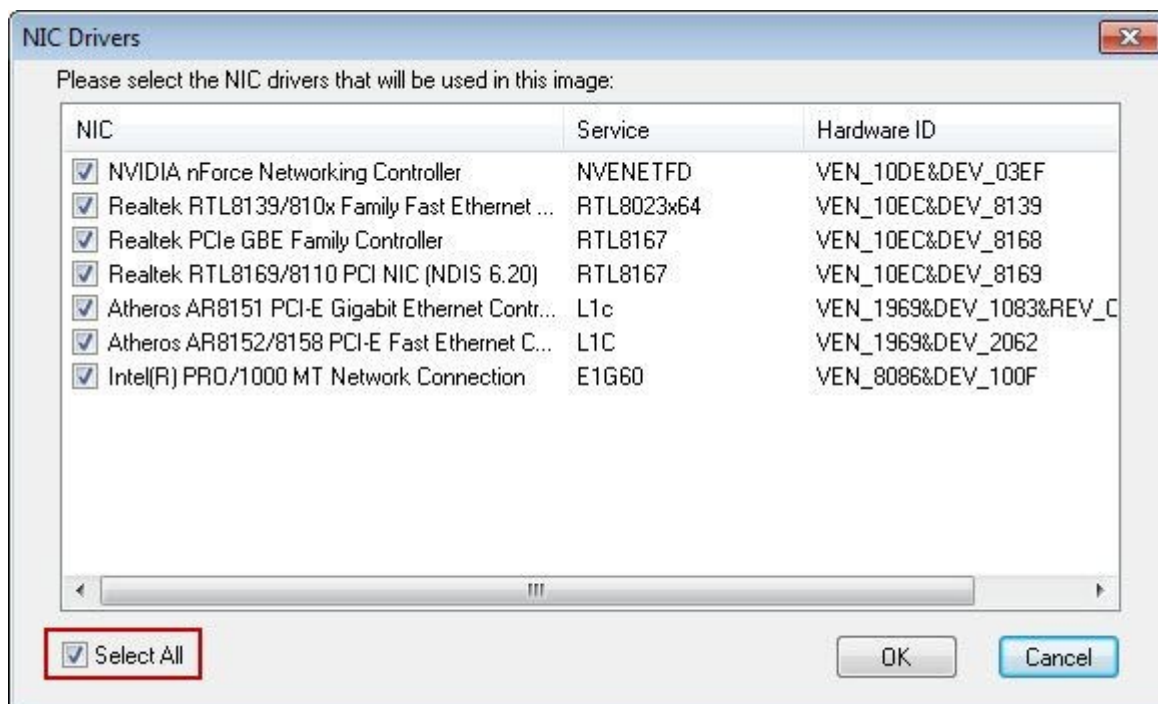 NIC Drivers
Please select the NIC drivers that will be used in this image:
NIC Service Hardware ID
NVIDIA nForce Networking Controller NVENETFD VEN_10DE&DEV_03EF
Realtek RTL8139/810x Family Fast Ethernet ... RTL8023x64 VEN_10EC&DEV_8139
Realtek PCIe GBE Family Controller RTL8167 VEN_10EC&DEV_8168
Realtek RTL8169/8110 PCI NIC (NDIS 6.20) RTL8167 VEN_10EC&DEV_8169
Atheros AR8151 PCI-E Gigabit Ethernet Contr... L1c VEN_1969&DEV_1083&REV_C
Atheros AR8152/8158 PCI-E Fast Ethernet C... L1C VEN_1969&DEV_2062
Intel(R) PRO/1000 MT Network Connection E1G60 VEN_8086&DEV_100F
Select All OK Cancel